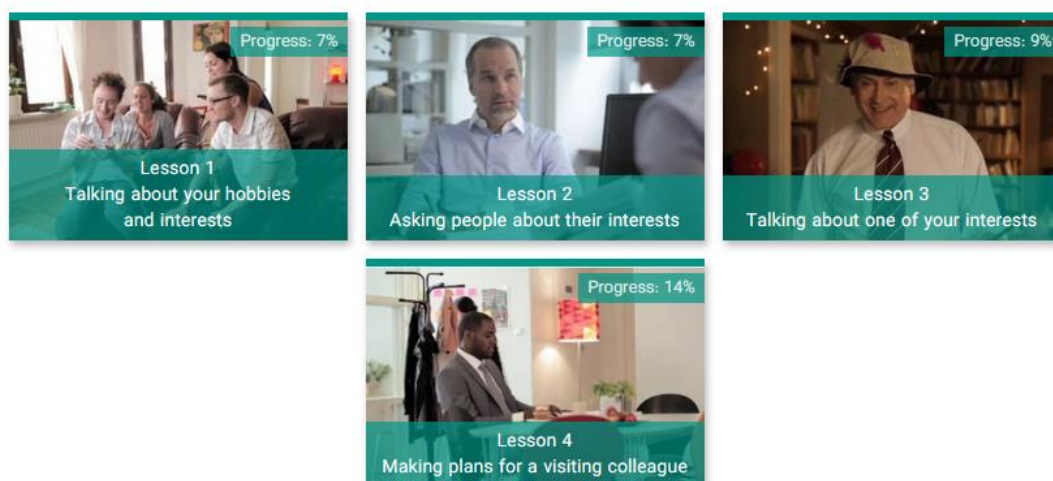 Progress: 7%
Lesson 1
Talking about your hobbies
and interests
Progress: 7%
Lesson 2
Asking people about their interests
Progress: 9%
Lesson 3
Talking about one of your interests
Progress: 14%
Lesson 4
Making plans for a visiting colleague